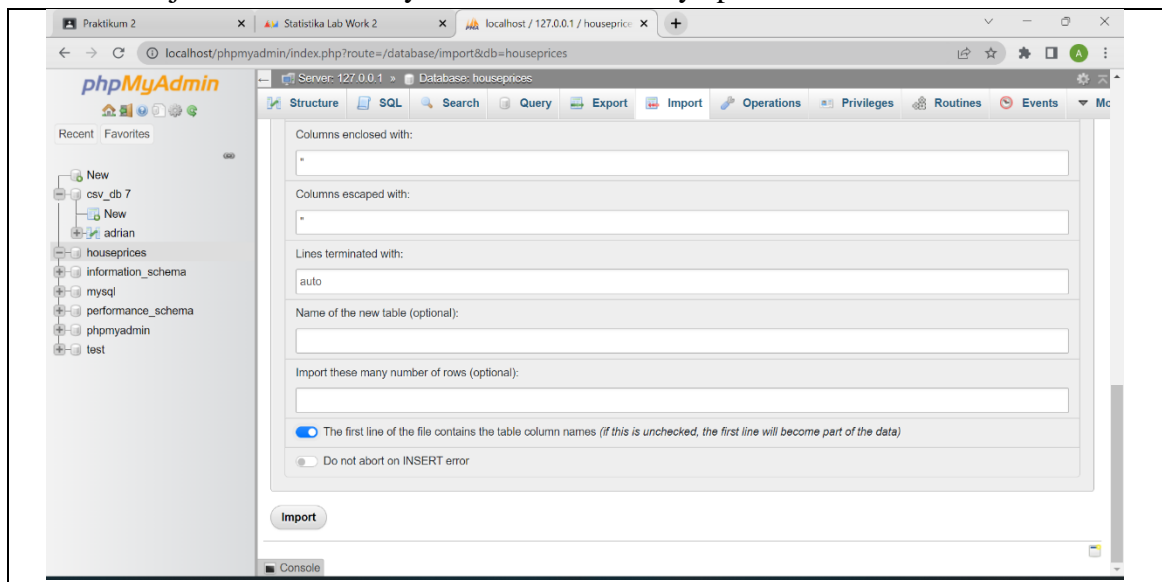 Praktikum 2
Statistika Lab Work 2
localhost / 127.0.0.1 / houseprice
localhost/phpmyadmin/index.php?route=/database/import&db=houseprices
A
phpMyAdmin
Recent Favorites
New
csv_db 7
New
adrian
houseprices
information_schema
mysql
performance_schema
phpmyadmin
test
Server: 127.0.0.1 » Database: houseprices
Structure SQL Search Query Export Import Operations Privileges Routines Events Mo
Columns enclosed with:
"
Columns escaped with:
"
Lines terminated with:
auto
Name of the new table (optional):
Import these many number of rows (optional):
The first line of the file contains the table column names (if this is unchecked, the first line will become part of the data)
Do not abort on INSERT error
Import
Console